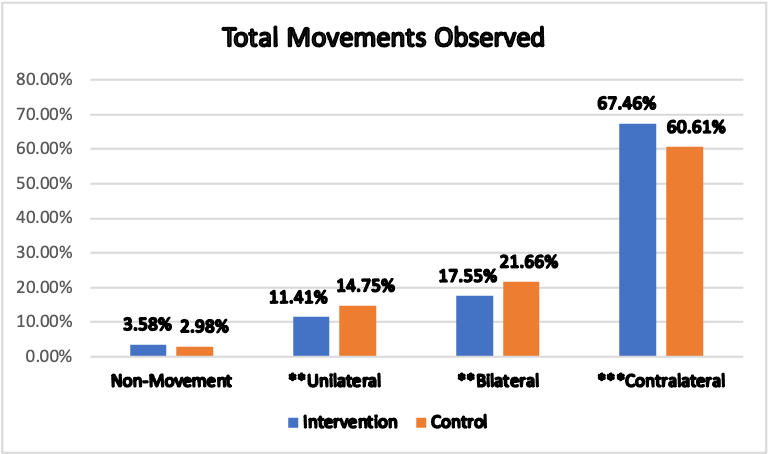 Total Movements Observed
80.00%
70.00%
60.00%
50.00%
40.00%
30.00%
20.00%
10.00%
0.00%
3.58%
2.98%
11.41%
14.75%
17.55%
21.66%
67.46%
60.61%
Non-Movement
**Unilateral
**Bilateral
***Contralateral
Intervention
Control